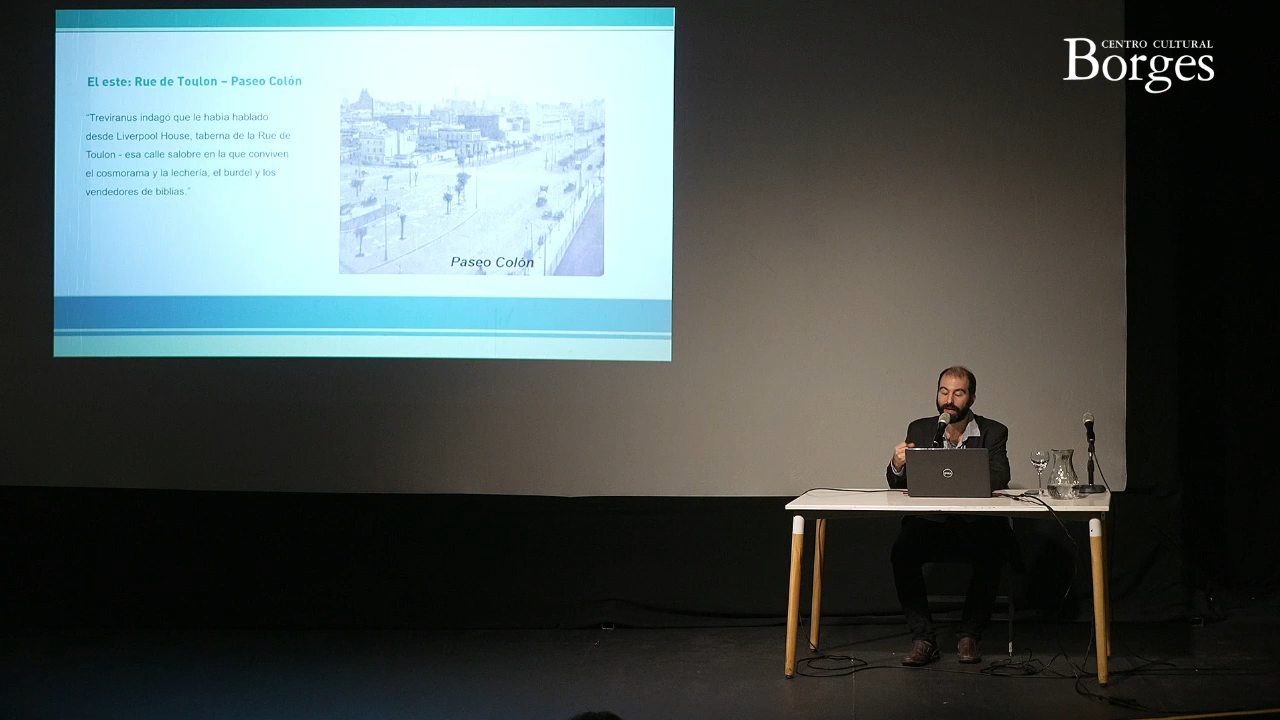 El este: Rue de Toulon – Paseo Colón
“Treviranus indagó que le había hablado
desde Liverpool House, taberna de la Rue de
Toulon - esa calle salobre en la que conviven
el cosmorama y la lechería, el burdel y los
vendedores de biblias.”
Paseo Colón
CENTRO CULTURAL
Borges
DELL